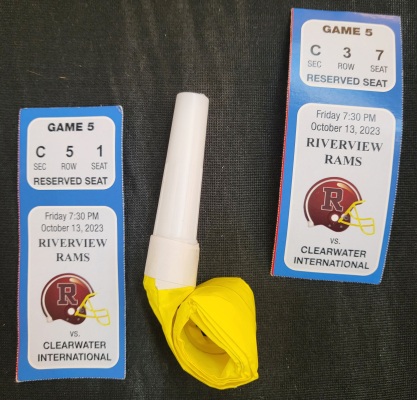 GAME 5
C 5 1
SEC ROW SEAT
RESERVED SEAT
Friday 7:30 PM
October 13, 2023
RIVERVIEW
RAMS
R
vs.
CLEARWATER
INTERNATIONAL
GAME 5
C 3 7
SEC ROW SEAT
RESERVED SEAT
Friday 7:30 PM
October 13, 2023
RIVERVIEW
RAMS
R
vs.
CLEARWATER
INTERNATIONAL